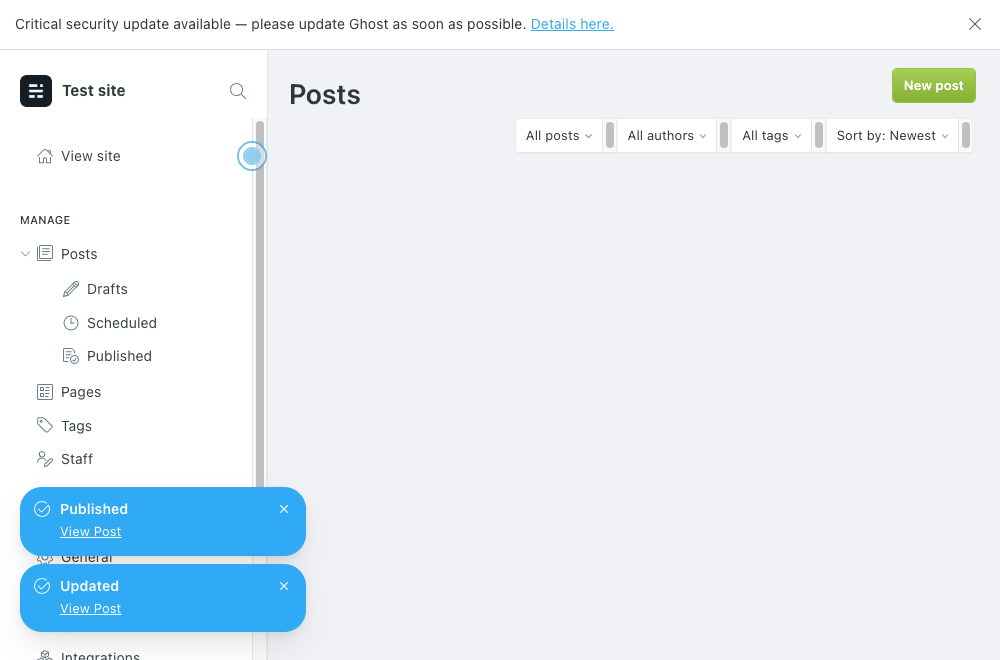 Critical security update available — please update Ghost as soon as possible. Details here.
Test site
View site
MANAGE
Posts
Drafts
Scheduled
Published
Pages
Tags
Staff
Published
View Post
General
Updated
View Post
Integrations
Posts
New post
All posts
All authors
All tags
Sort by: Newest